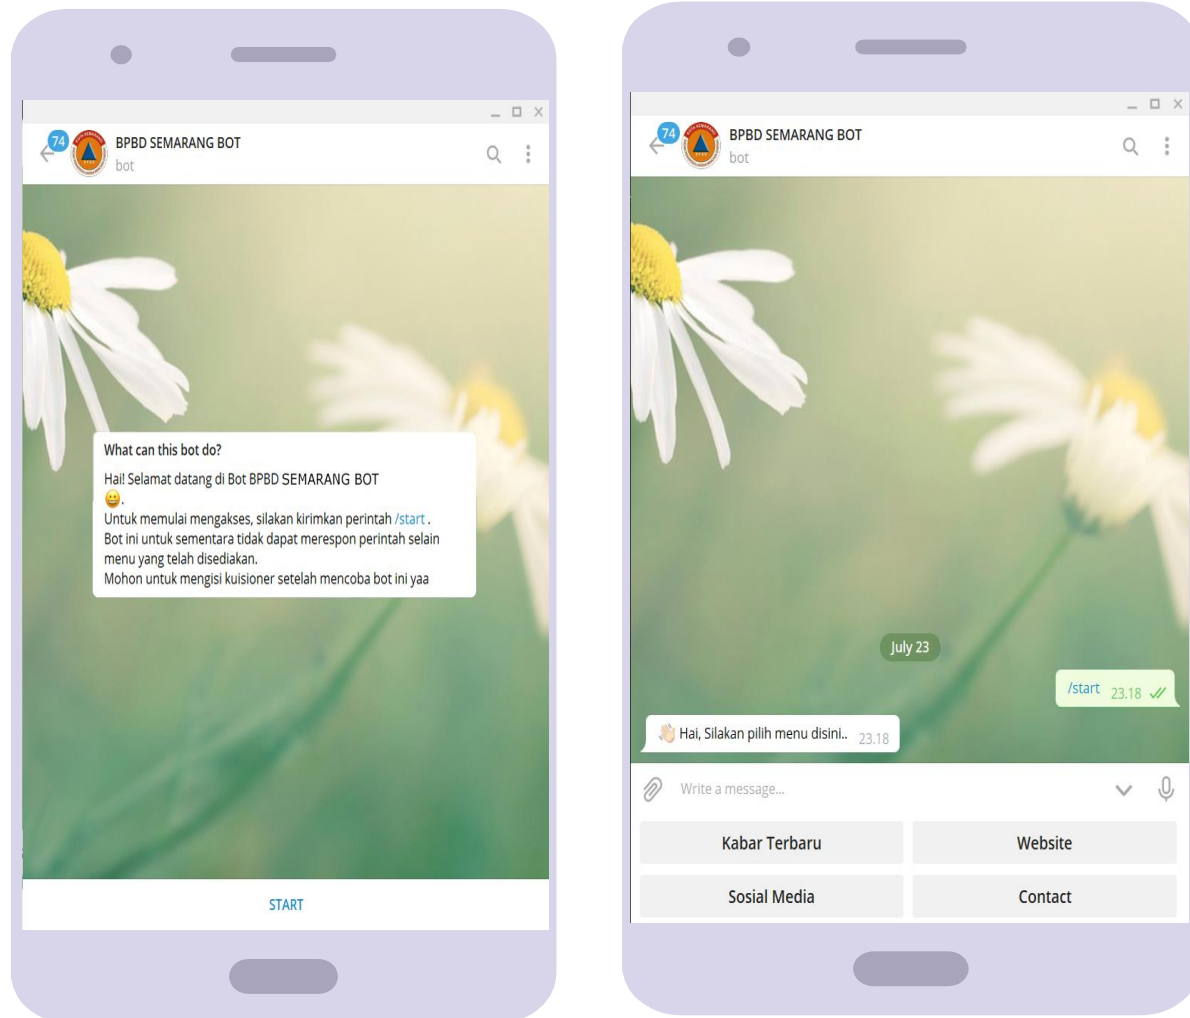 74
BPBD SEMARANG BOT
bot
What can this bot do?
Hai! Selamat datang di Bot BPBD SEMARANG BOT
😀.
Untuk memulai mengakses, silakan kirimkan perintah /start .
Bot ini untuk sementara tidak dapat merespon perintah selain
menu yang telah disediakan.
Mohon untuk mengisi kuisioner setelah mencoba bot ini yaa
START
74
BPBD SEMARANG BOT
bot
July 23
/start 23.18
👋🏻 Hai, Silakan pilih menu disini.. 23.18
Write a message...
Kabar Terbaru
Website
Sosial Media
Contact